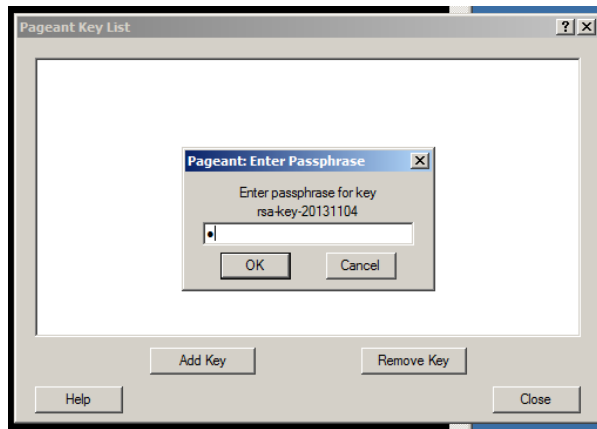 Pageant Key List
Pageant: Enter Passphrase
Enter passphrase for key
rsa-key-20131104
OK Cancel
Add Key Remove Key
Help Close